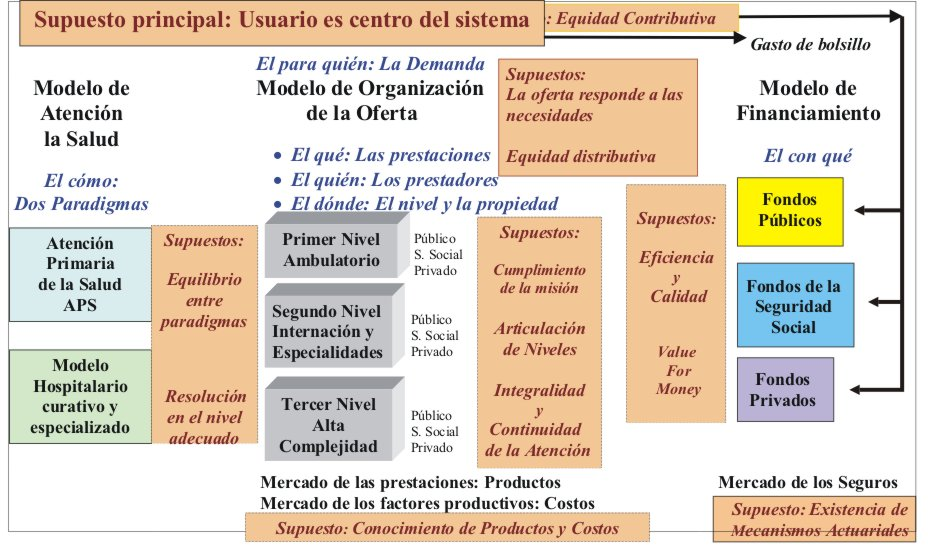 Supuesto principal: Usuario es centro del sistema
: Equidad Contributiva
Gasto de bolsillo
El para quién: La Demanda
Modelo de
Atención
la Salud
El cómo:
Dos Paradigmas
Modelo de Organización
de la Oferta
• El qué: Las prestaciones
• El quién: Los prestadores
• El dónde: El nivel y la propiedad
Supuestos:
La oferta responde a las
necesidades
Equidad distributiva
Modelo de
Financiamiento
El con qué
Atención
Primaria
de la Salud
APS
Modelo
Hospitalario
curativo y
especializado
Supuestos:
Equilibrio
entre
paradigmas
Resolución
en el nivel
adecuado
Primer Nivel
Ambulatorio
Público
S. Social
Privado
Segundo Nivel
Internación y
Especialidades
Público
S. Social
Privado
Tercer Nivel
Alta
Complejidad
Público
S. Social
Privado
Supuestos:
Cumplimiento
de la misión
Articulación
de Niveles
Integralidad
y
Continuidad
de la Atención
Supuestos:
Eficiencia
y
Calidad
Value
For
Money
Fondos
Públicos
Fondos de la
Seguridad
Social
Fondos
Privados
Mercado de las prestaciones: Productos
Mercado de los factores productivos: Costos
Supuesto: Conocimiento de Productos y Costos
Mercado de los Seguros
Supuesto: Existencia de
Mecanismos Actuariales